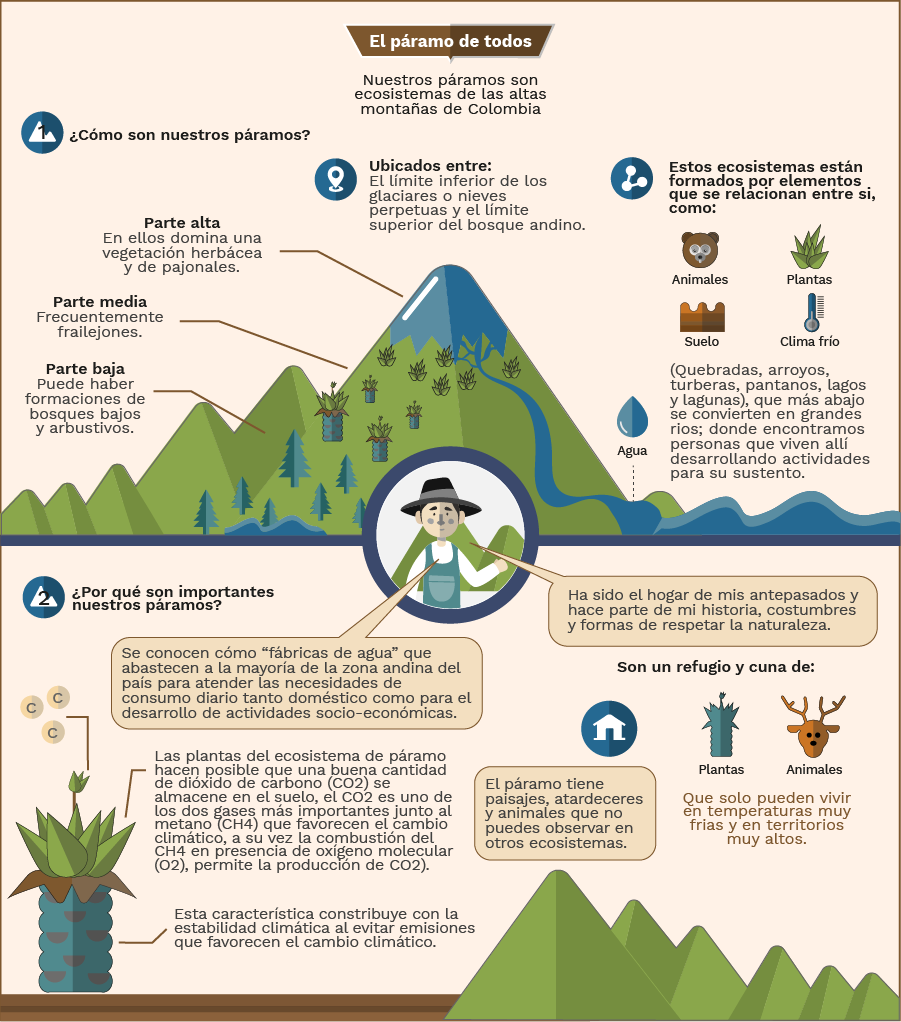 El páramo de todos
Nuestros páramos son
ecosistemas de las altas
montañas de Colombia
1
¿Cómo son nuestros páramos?
Ubicados entre:
El límite inferior de los
glaciares o nieves
perpetuas y el límite
superior del bosque andino.
Estos ecosistemas están
formados por elementos
que se relacionan entre si,
como:
Animales
Plantas
Suelo
Clima frío
Parte alta
En ellos domina una
vegetación herbácea
y de pajonales.
Parte media
Frecuentemente
frailejones.
Parte baja
Puede haber
formaciones de
bosques bajos
y arbustivos.
Agua
(Quebradas, arroyos,
turberas, pantanos, lagos
y lagunas), que más abajo
se convierten en grandes
rios; donde encontramos
personas que viven allí
desarrollando actividades
para su sustento.
2
¿Por qué son importantes
nuestros páramos?
Ha sido el hogar de mis antepasados y
hace parte de mi historia, costumbres
y formas de respetar la naturaleza.
Se conocen cómo “fábricas de agua” que
abastecen a la mayoría de la zona andina del
país para atender las necesidades de
consumo diario tanto doméstico como para el
desarrollo de actividades socio-económicas.
Son un refugio y cuna de:
Plantas
Animales
Que solo pueden vivir
en temperaturas muy
frias y en territorios
muy altos.
El páramo tiene
paisajes, atardeceres
y animales que no
puedes observar en
otros ecosistemas.
C
C
C
Las plantas del ecosistema de páramo
hacen posible que una buena cantidad
de dióxido de carbono (CO2) se
almacene en el suelo, el CO2 es uno de
los dos gases más importantes junto al
metano (CH4) que favorecen el cambio
climático, a su vez la combustión del
CH4 en presencia de oxígeno molecular
(O2), permite la producción de CO2).
Esta característica constribuye con la
estabilidad climática al evitar emisiones
que favorecen el cambio climático.